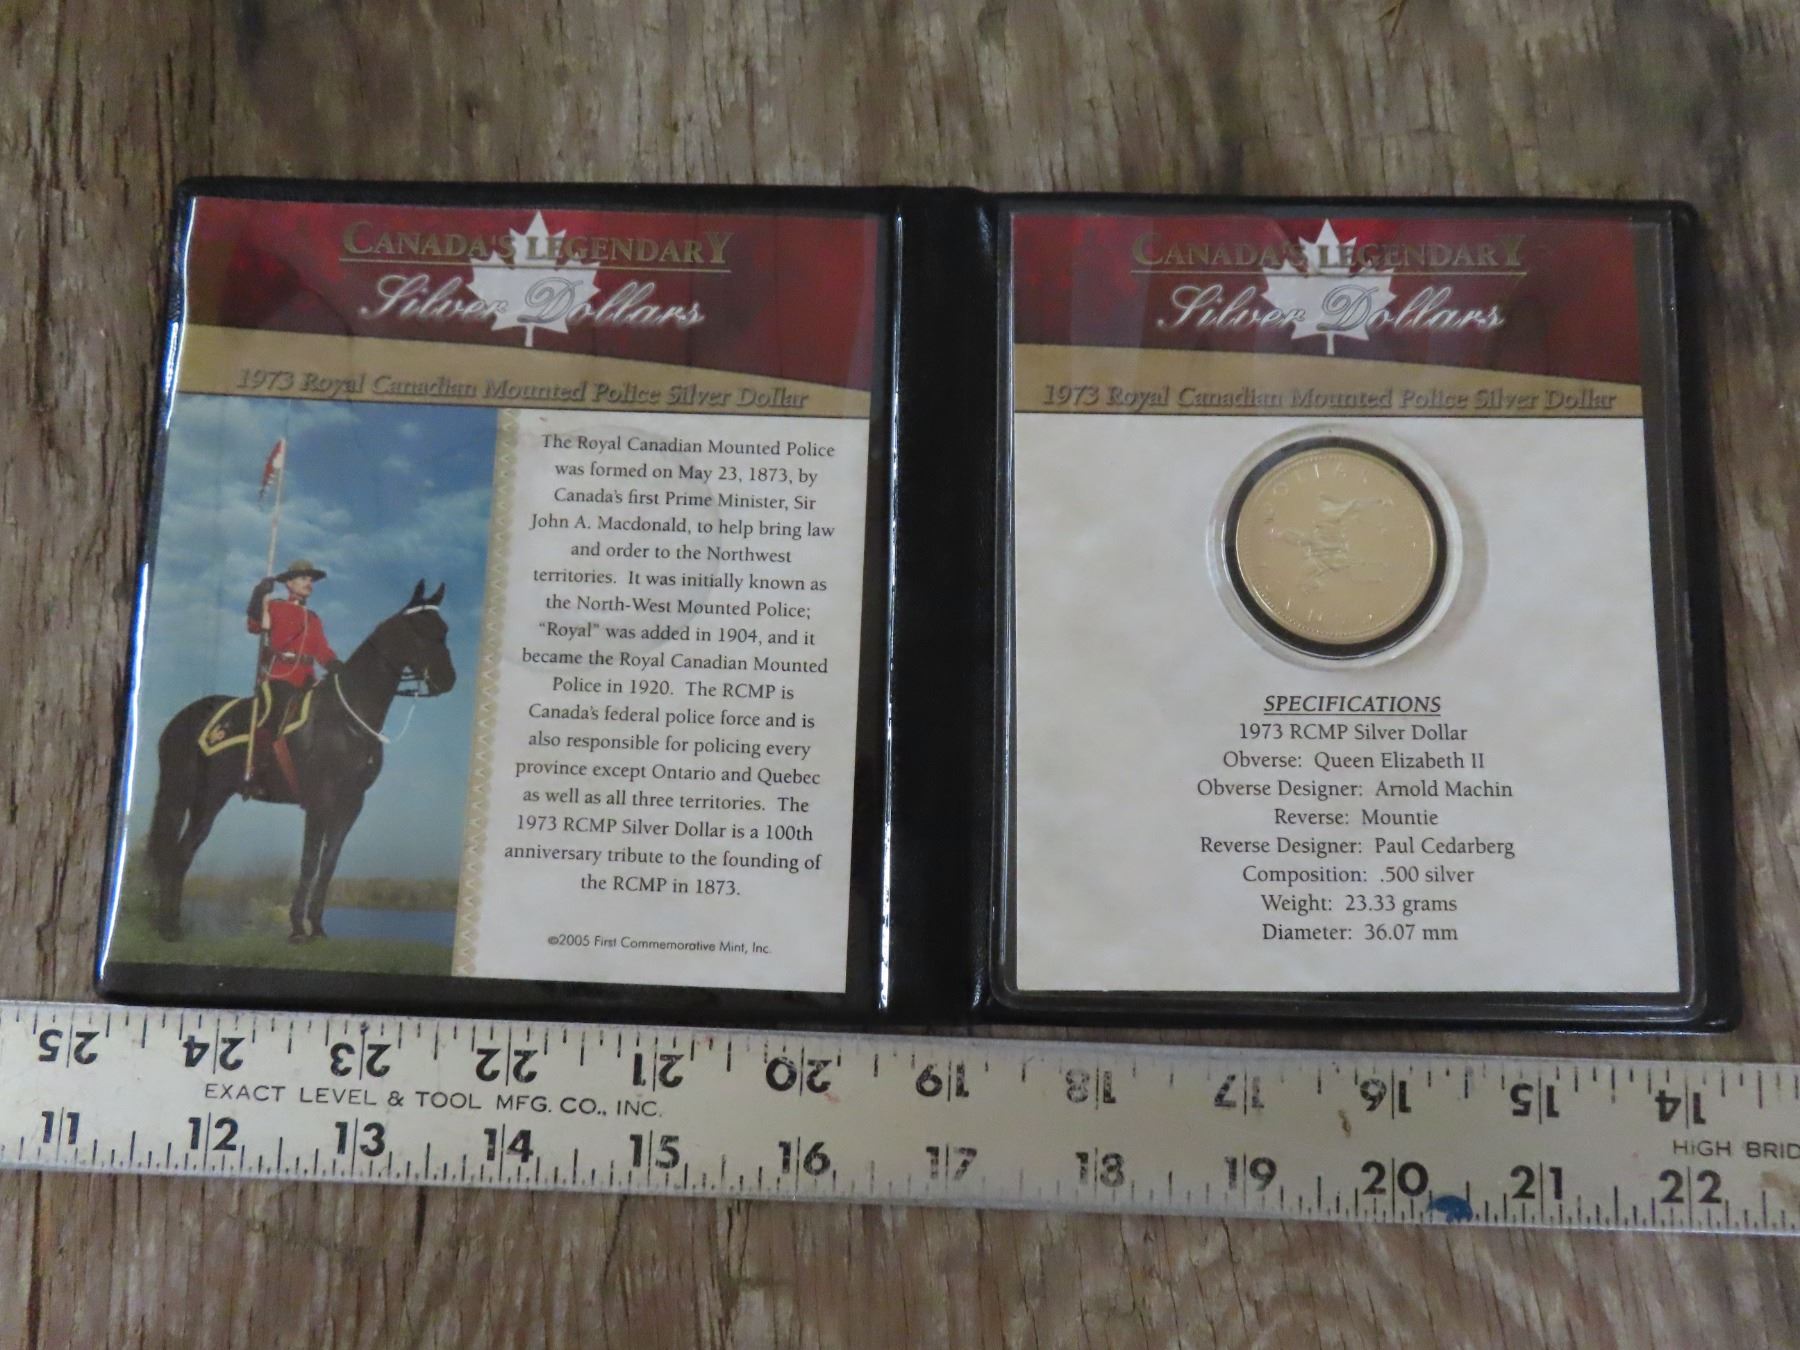 CANADA'S LEGENDARY
Silver Dollars
1973 Royal Canadian Mounted Police Silver Dollar
The Royal Canadian Mounted Police
was formed on May 23, 1873, by
Canada's first Prime Minister, Sir
John A. Macdonald, to help bring law
and order to the Northwest
territories. It was initially known as
the North-West Mounted Police;
"Royal" was added in 1904, and it
became the Royal Canadian Mounted
Police in 1920. The RCMP is
Canada's federal police force and is
also responsible for policing every
province except Ontario and Quebec
as well as all three territories. The
1973 RCMP Silver Dollar is a 100th
anniversary tribute to the founding of
the RCMP in 1873.
©2005 First Commemorative Mint, Inc.
CANADA'S LEGENDARY
Silver Dollars
1973 Royal Canadian Mounted Police Silver Dollar
DOLLAR
SPECIFICATIONS
1973 RCMP Silver Dollar
Obverse: Queen Elizabeth II
Obverse Designer: Arnold Machin
Reverse: Mountie
Reverse Designer: Paul Cedarberg
Composition: .500 silver
Weight: 23.33 grams
Diameter: 36.07 mm
25 24 23 22 21 20 19 18 17 16 15 14
EXACT LEVEL & TOOL MFG. CO., INC.
HIGH BRID
11 12 13 14 15 16 17 18 19 20 21 22